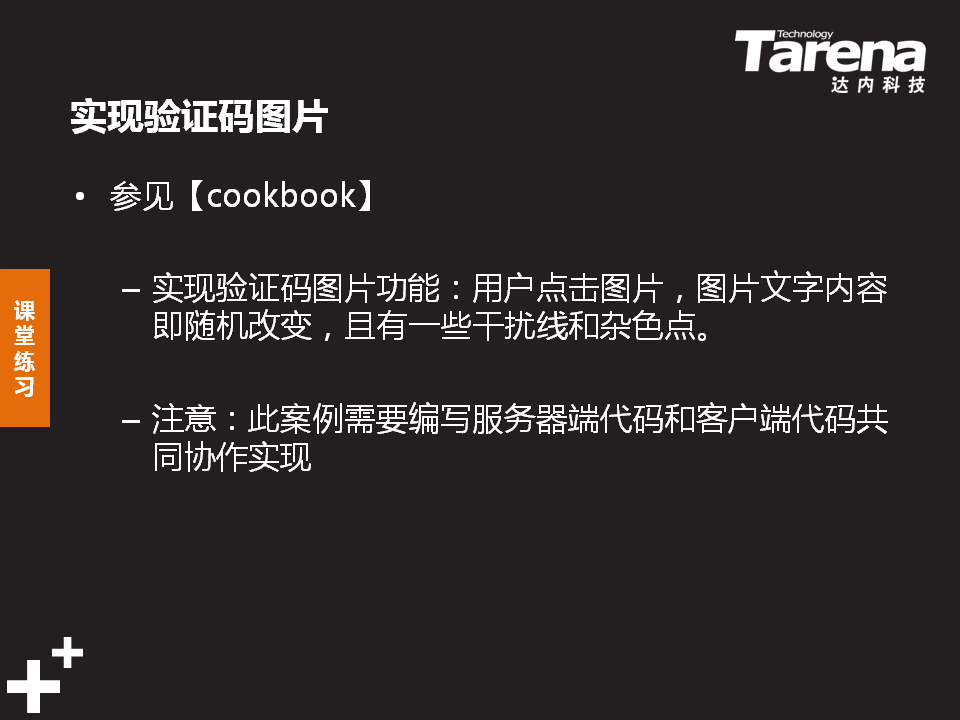 Technology
Tarena
达内科技
实现验证码图片
• 参见【cookbook】
– 实现验证码图片功能：用户点击图片，图片文字内容
即随机改变，且有一些干扰线和杂色点。
课
堂
练
习
– 注意：此案例需要编写服务器端代码和客户端代码共
同协作实现